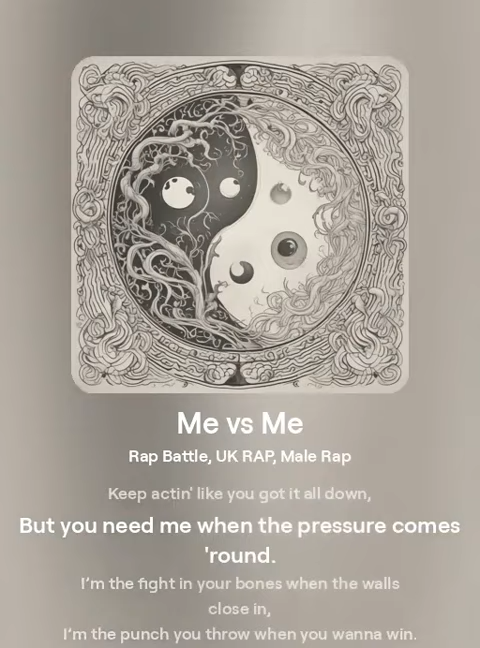 Me vs Me
Rap Battle, UK RAP, Male Rap
Keep actin' like you got it all down,
But you need me when the pressure comes
'round.
I’m the fight in your bones when the walls
close in,
I’m the punch you throw when you wanna win.